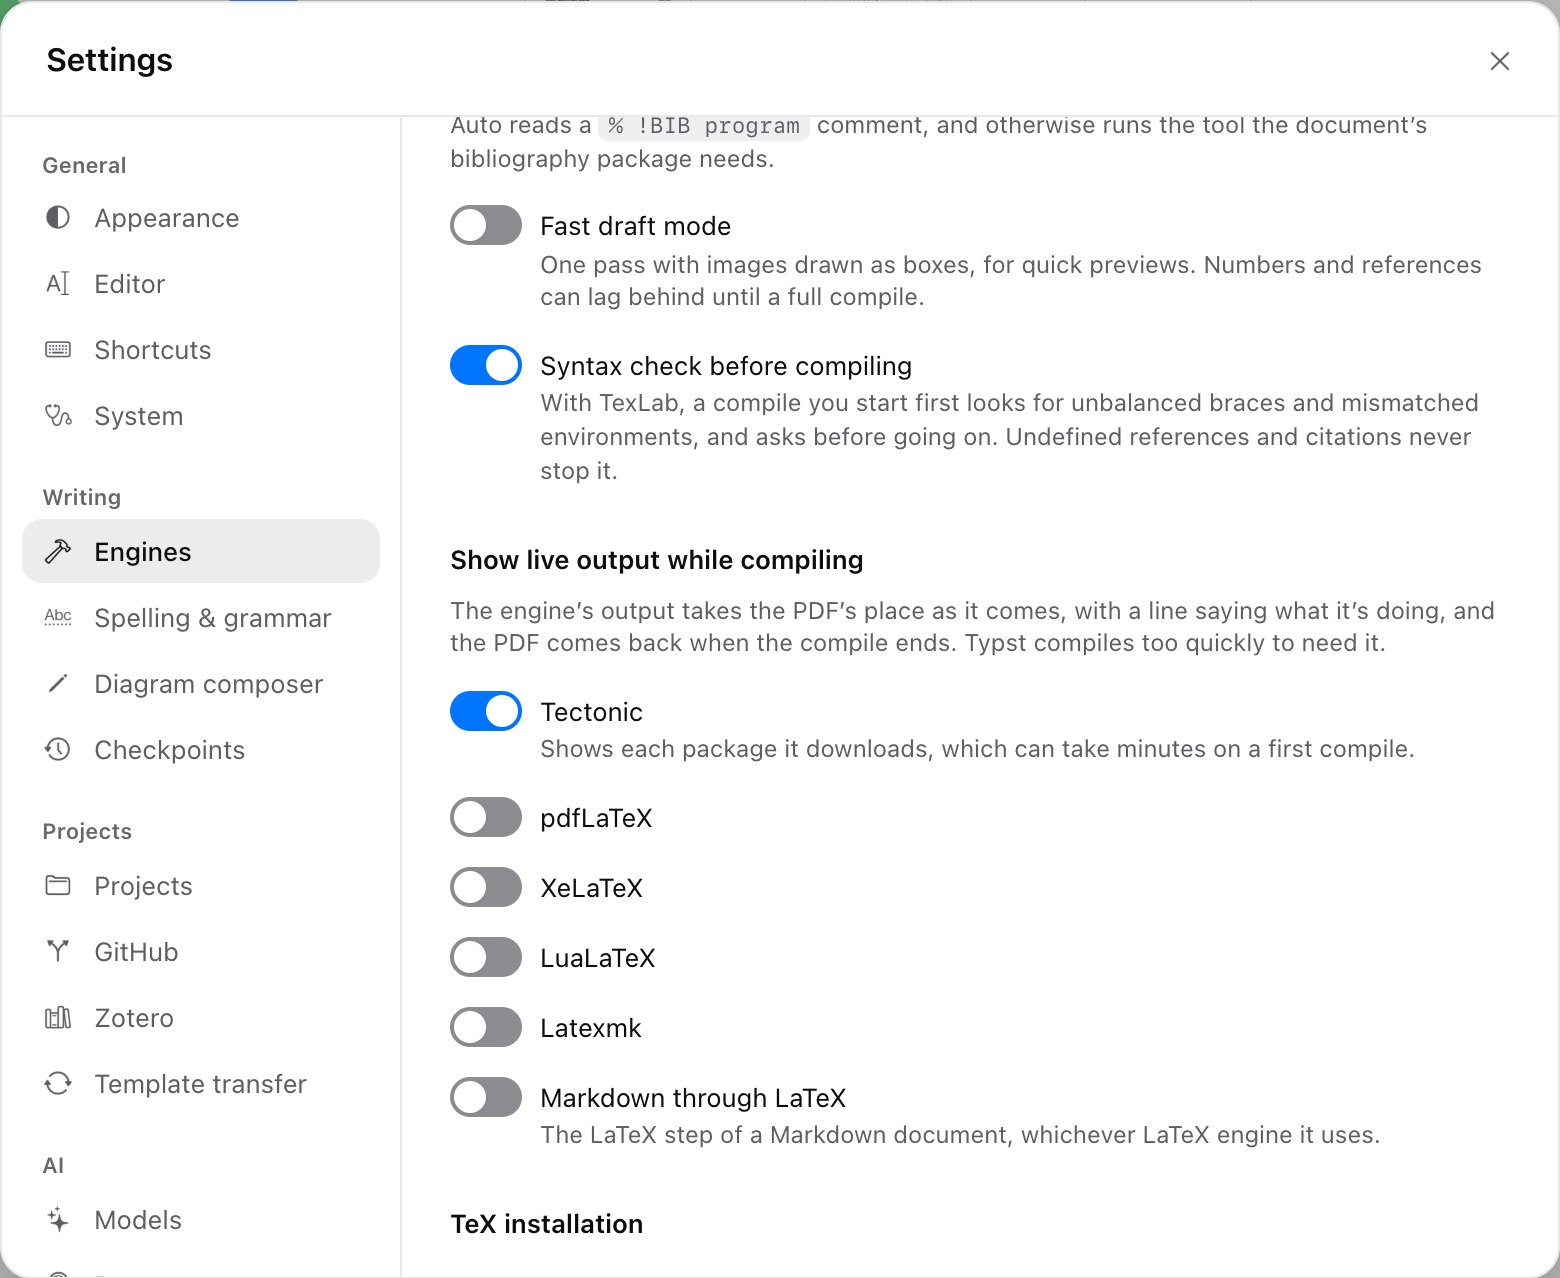 Settings
General
Appearance
Editor
Shortcuts
System
Writing
Engines
Abc
Spelling & grammar
Diagram composer
Checkpoints
Projects
Projects
GitHub
Zotero
Template transfer
AI
Models
Auto reads a % !BIB program comment, and otherwise runs the tool the document’s
bibliography package needs.
Fast draft mode
One pass with images drawn as boxes, for quick previews. Numbers and references
can lag behind until a full compile.
Syntax check before compiling
With TexLab, a compile you start first looks for unbalanced braces and mismatched
environments, and asks before going on. Undefined references and citations never
stop it.
Show live output while compiling
The engine’s output takes the PDF’s place as it comes, with a line saying what it’s doing, and
the PDF comes back when the compile ends. Typst compiles too quickly to need it.
Tectonic
Shows each package it downloads, which can take minutes on a first compile.
pdfLaTeX
XeLaTeX
LuaLaTeX
Latexmk
Markdown through LaTeX
The LaTeX step of a Markdown document, whichever LaTeX engine it uses.
TeX installation